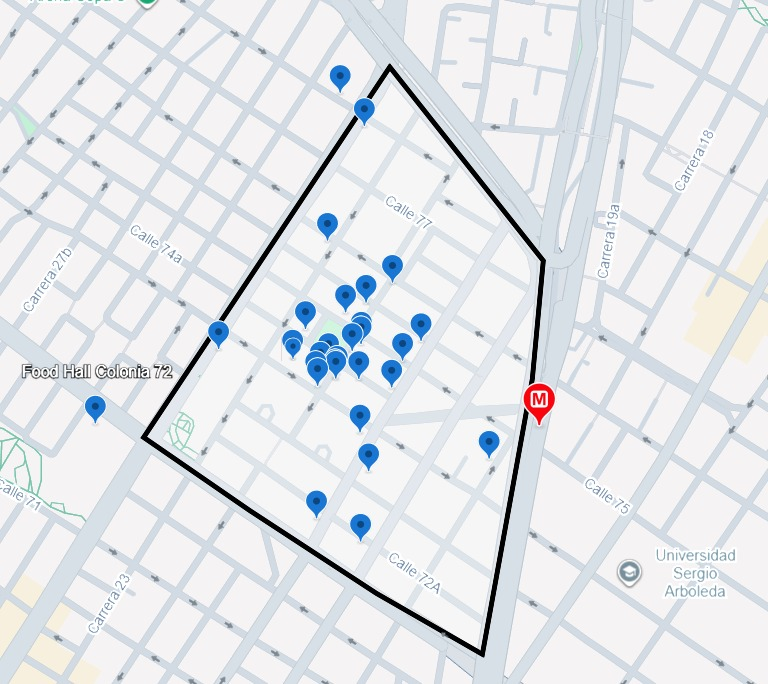 Calle 77
Calle 74a
Carrera 27b
Carrera 18
Carrera 19a
Food Hall Colonia 72
M
Calle 71
Calle 75
Calle 72A
Carrera 23
Universidad
Sergio
Arboleda